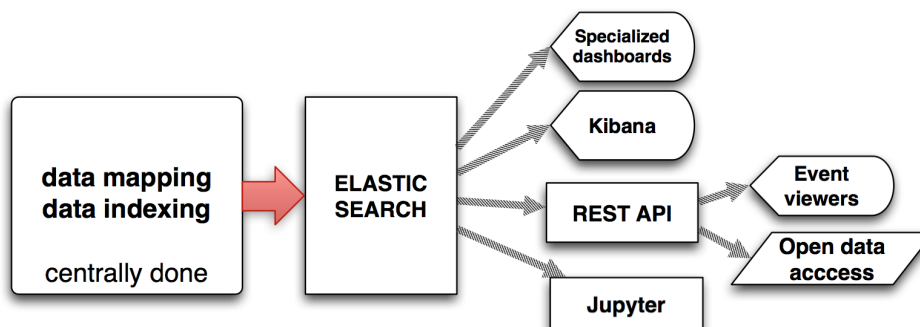 data mapping
data indexing
centrally done
ELASTIC
SEARCH
Specialized
dashboards
Kibana
REST API
Event
viewers
Open data
acccess
Jupyter